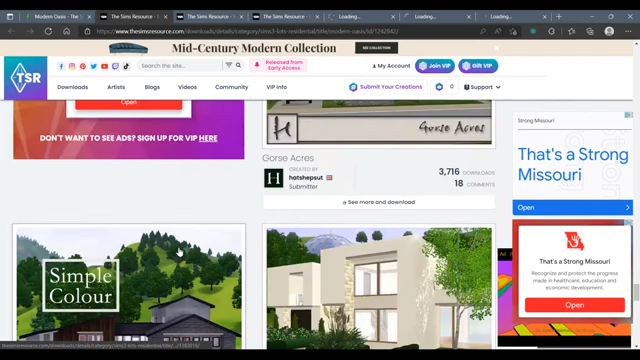 Modern Oasis - The S
The Sims Resource -
The Sims Resource -
The Sims Resource -
Loading...
Loading...
Loading...
https://www.thesimsresource.com/downloads/details/category/sims3-lots-residential/title/modern-oasis/id/1242642/
Mid-Century Modern Collection
SEE COLLECTION
TSR
Search the site...
Released from
Early Access
My Account
Join VIP
Gift VIP
Downloads
Artists
Blogs
Videos
Community
VIP Info
Submit Your Creations
0
Support
Open
DON'T WANT TO SEE ADS? SIGN UP FOR VIP HERE
H
Gorse Acres
Gorse Acres
CREATED BY
H
hatshepsut
Submitter
3,716 DOWNLOADS
18 COMMENTS
See more and download
Strong Missouri
That's a Strong
Missouri
Open
Simple
Colour
That's a Strong Missouri
Recognize and protect the progress
made in healthcare, education and
economic development.
Open